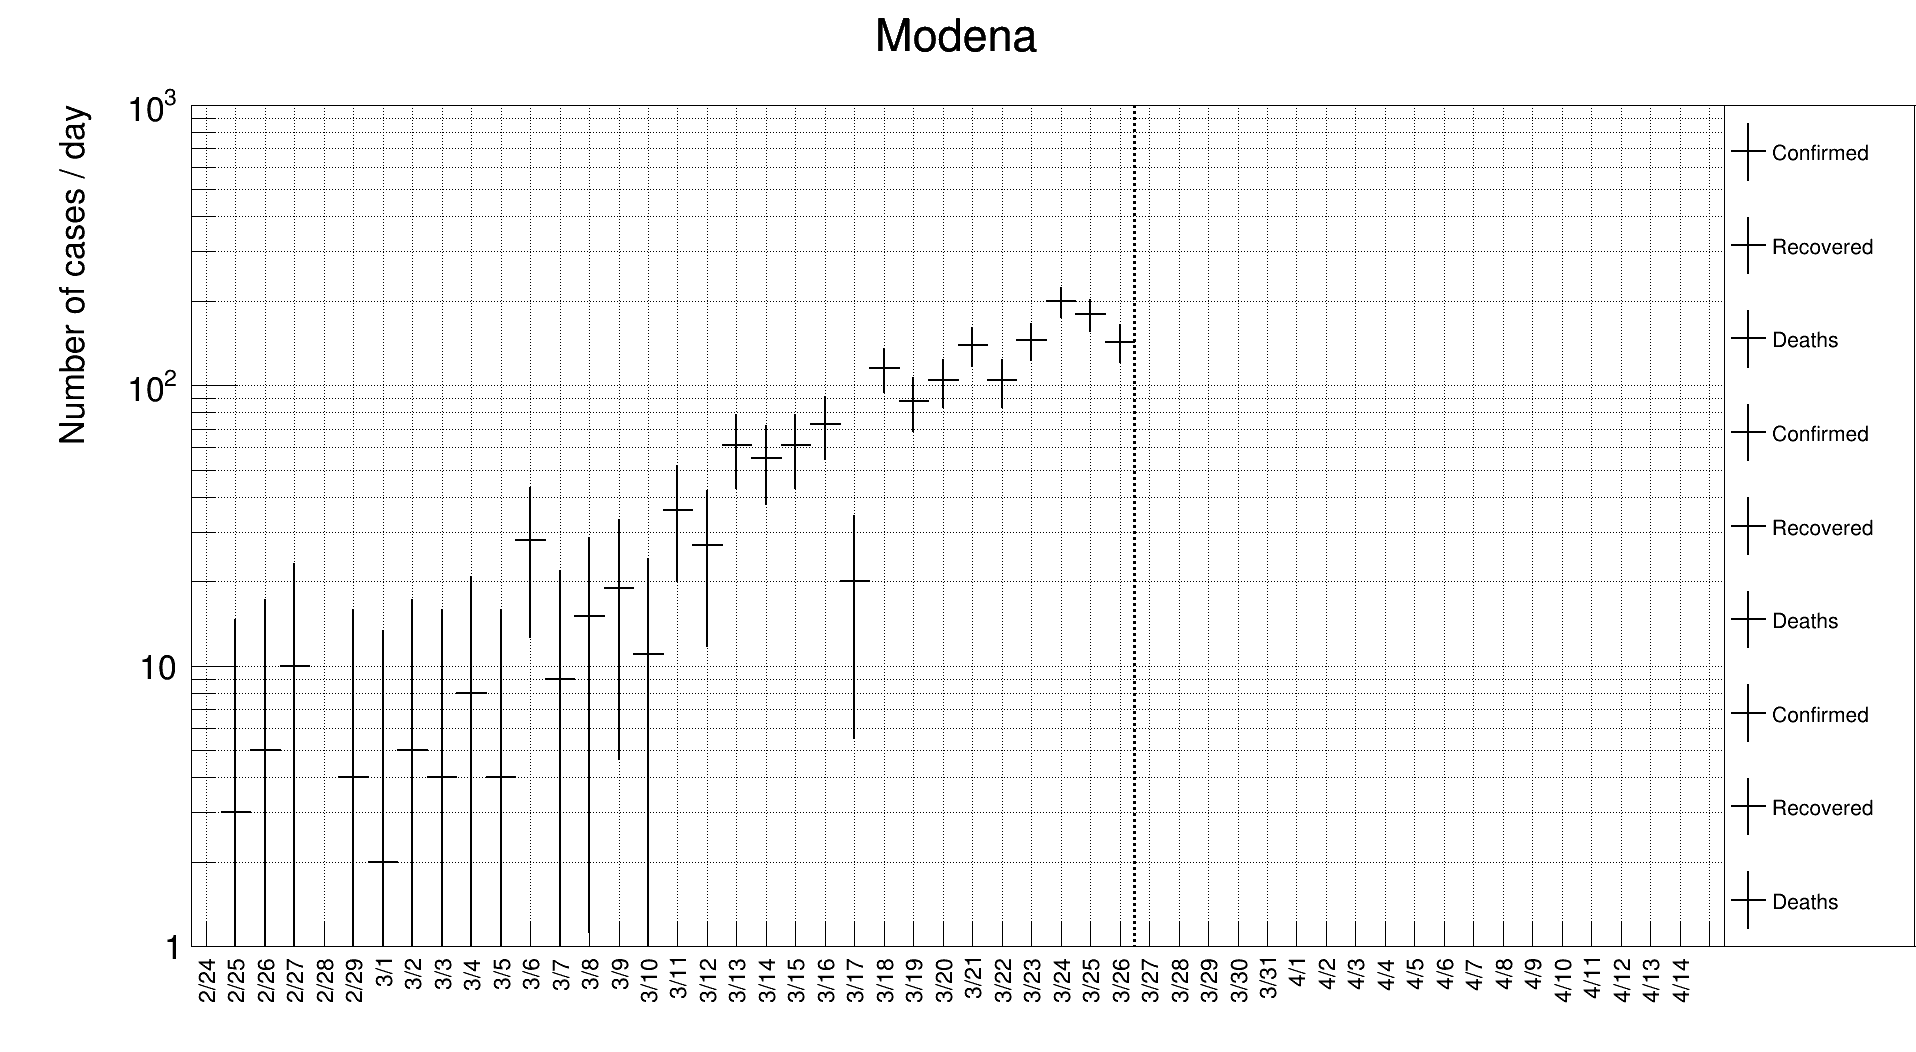 Modena
Number of cases / day
10³
10²
10
1
2/24 2/25 2/26 2/27 2/28 2/29 3/1 3/2 3/3 3/4 3/5 3/6 3/7 3/8 3/9 3/10 3/11 3/12 3/13 3/14 3/15 3/16 3/17 3/18 3/19 3/20 3/21 3/22 3/23 3/24 3/25 3/26 3/27 3/28 3/29 3/30 3/31 4/1 4/2 4/3 4/4 4/5 4/6 4/7 4/8 4/9 4/10 4/11 4/12 4/13 4/14
Confirmed
Recovered
Deaths
Confirmed
Recovered
Deaths
Confirmed
Recovered
Deaths